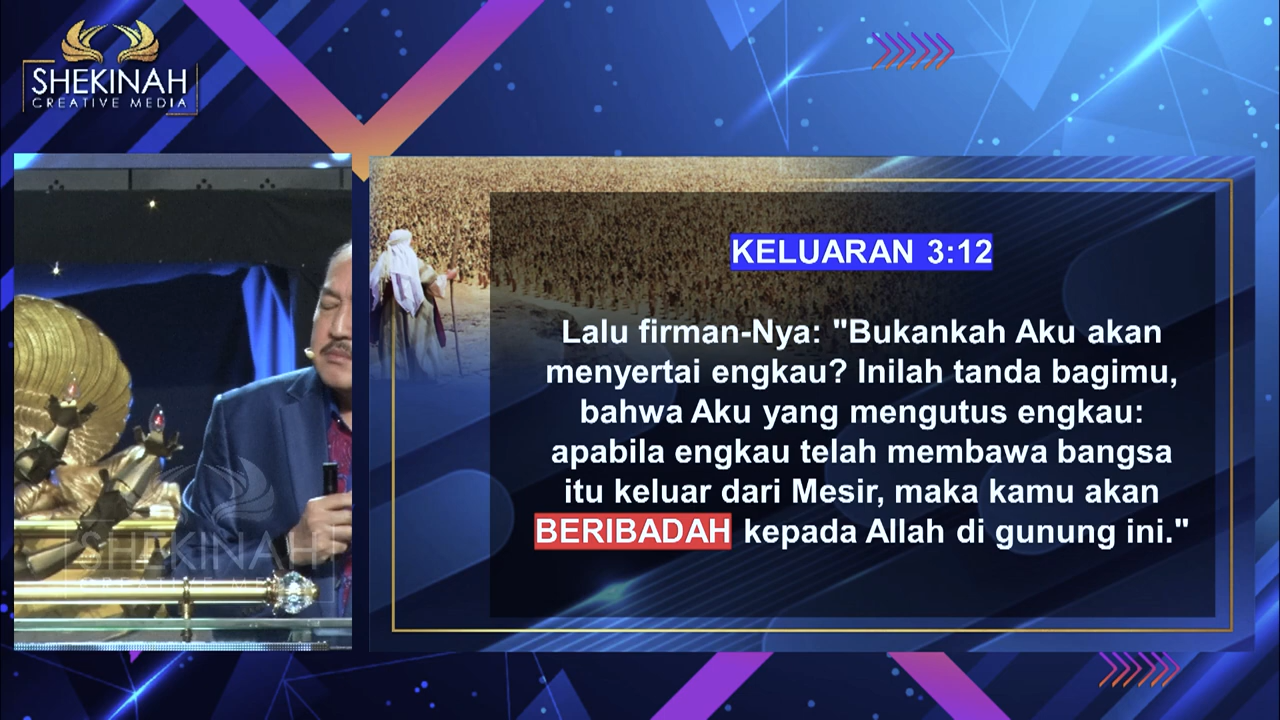 SHEKINAH
CREATIVE MEDIA
KELUARAN 3:12
Lalu firman-Nya: "Bukankah Aku akan
menyertai engkau? Inilah tanda bagimu,
bahwa Aku yang mengutus engkau:
apabila engkau telah membawa bangsa
itu keluar dari Mesir, maka kamu akan
BERIBADAH kepada Allah di gunung ini."
SHEKINAH
CREATIVE MEDIA